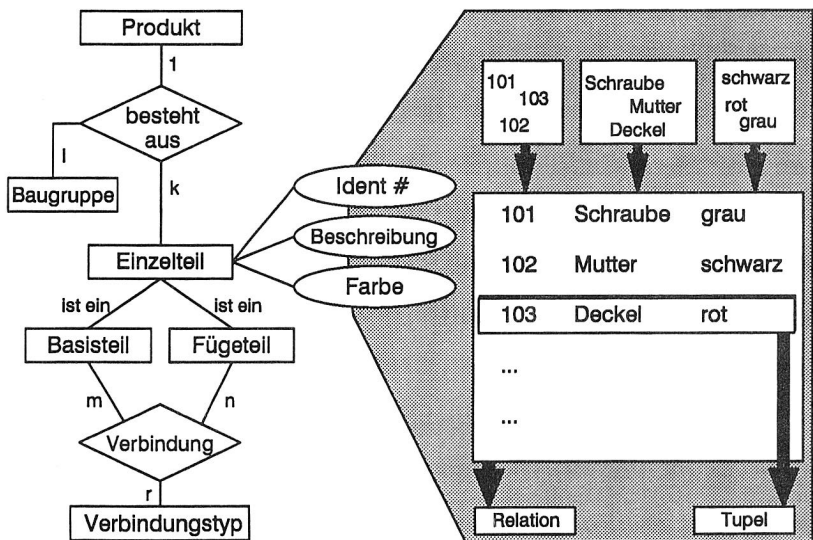 Produkt
1
besteht
aus
l
k
Baugruppe
Einzelteil
ist ein
ist ein
Basisteil
Fügeteil
m
n
Verbindung
r
Verbindungstyp
Ident #
Beschreibung
Farbe
101
103
102
Schraube
Mutter
Deckel
schwarz
rot
grau
101 Schraube grau
102 Mutter schwarz
103 Deckel rot
...
...
Relation
Tupel